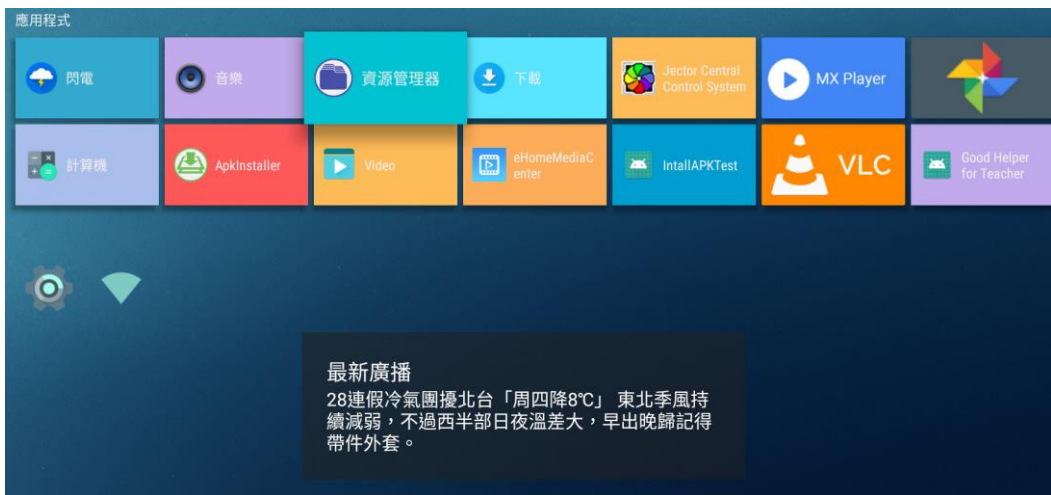 應用程式
閃電
音樂
資源管理器
下載
Jector Central
Control System
MX Player
計算機
ApkInstaller
Video
eHomeMediaC
enter
IntallAPKTest
VLC
Good Helper
for Teacher
最新廣播
28連假冷氣團擾北台「周四降8℃」 東北季風持
續減弱，不過西半部日夜溫差大，早出晚歸記得
帶件外套。